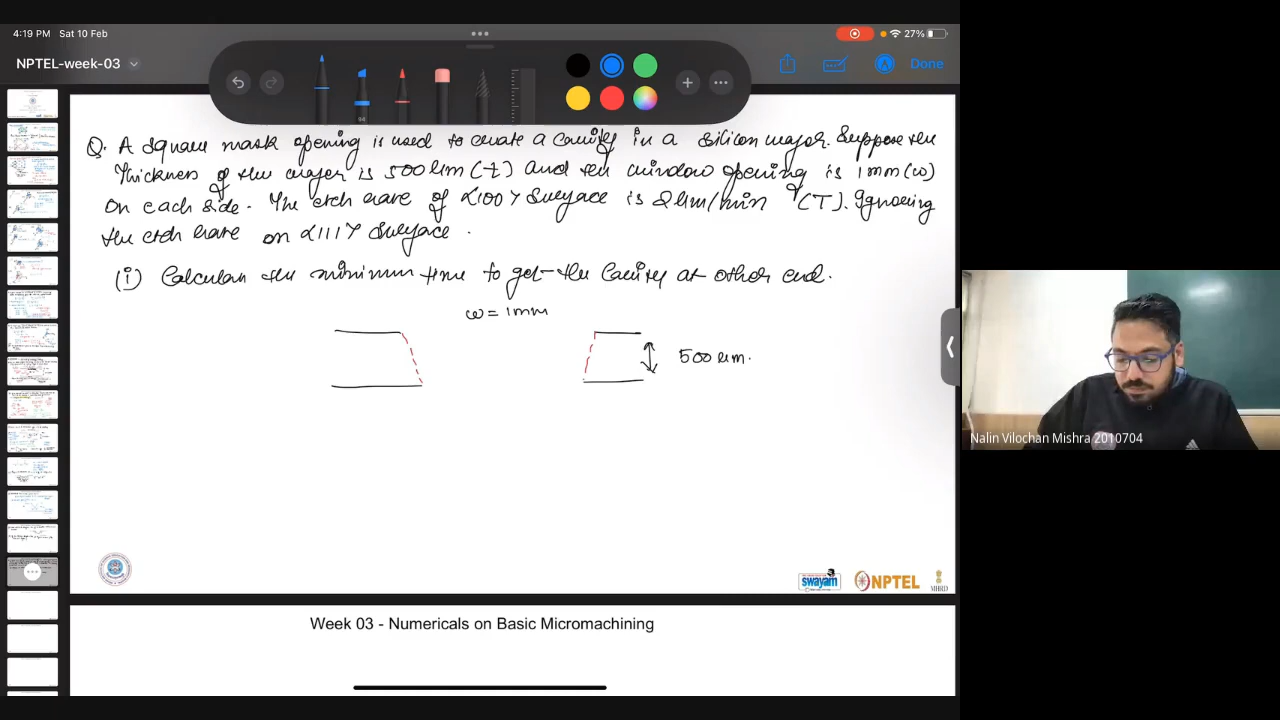 4:19 PM Sat 10 Feb
27%
NPTEL-week-03
Done
Q. A square mask opening is used to create a cavity in a silicon wafer. Suppose the
thickness of the wafer is 500 um (t) and the window opening is 1mm (w)
on each side. The etch rate of <100> surface is 2um/min (T). Ignoring
the etch rate on <111> surface.
(i) Calculate the minimum time to get the cavity at other end.
w = 1mm
500 um.
Nalin Vilochan Mishra 2010704
swayam
NPTEL
MHRD
Week 03 - Numericals on Basic Micromachining